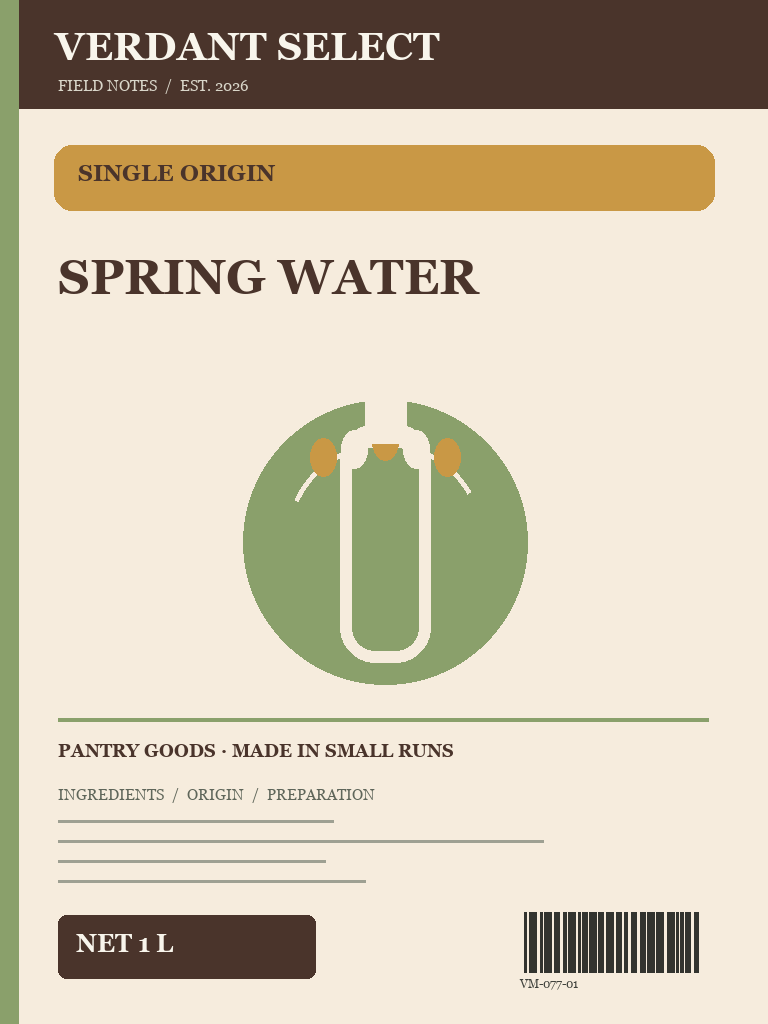 VERDANT SELECT
FIELD NOTES / EST. 2026
SINGLE ORIGIN
SPRING WATER
PANTRY GOODS · MADE IN SMALL RUNS
INGREDIENTS / ORIGIN / PREPARATION
NET 1 L
VM-077-01